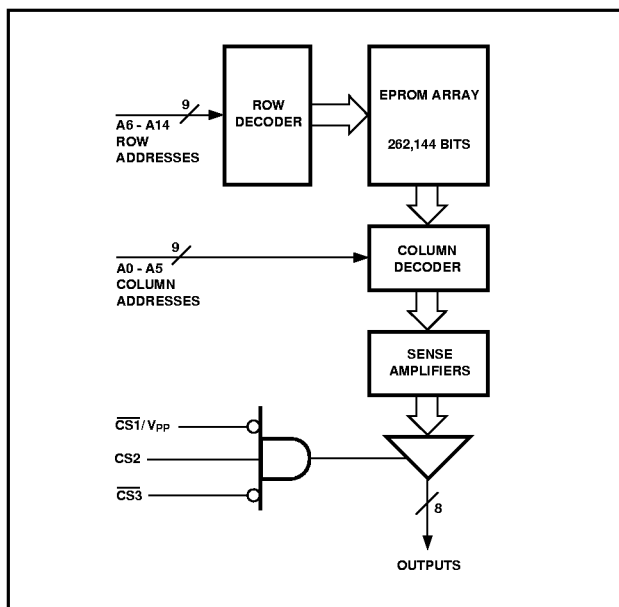 9
A6 – A14
ROW
ADDRESSES
ROW
DECODER
EPROM ARRAY
262,144 BITS
9
A0 - A5
COLUMN
ADDRESSES
COLUMN
DECODER
SENSE
AMPLIFIERS
CS1/VPP
CS2
CS3
8
OUTPUTS